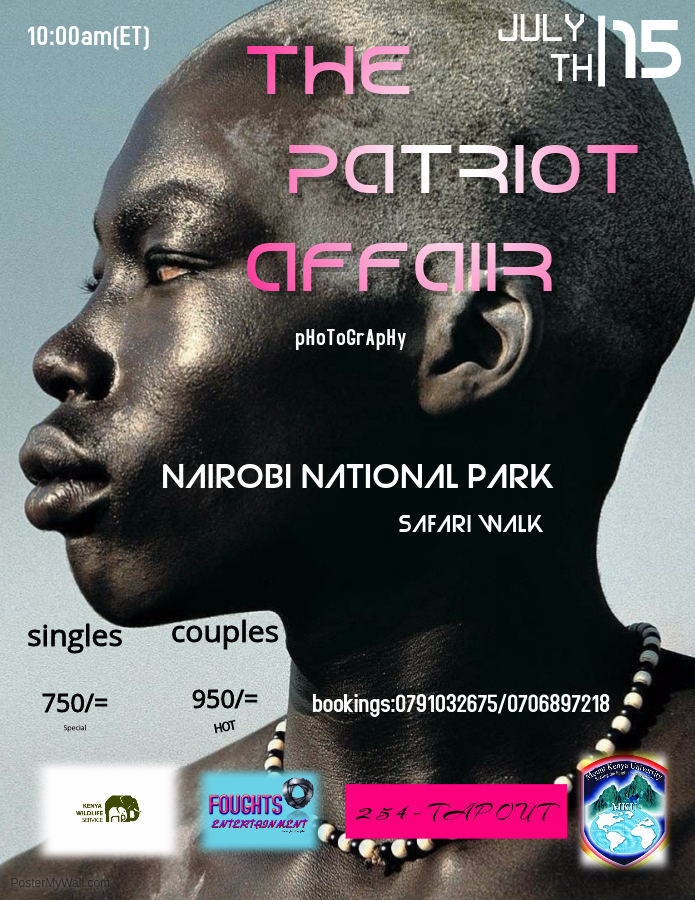 10:00am(ET)
JULY
TH|15
THE
PATRIOT
AFFAIIR
pHoToGrApHy
NAIROBI NATIONAL PARK
SAFARI WALK
singles
couples
750/=
950/=
Special
HOT
bookings:0791032675/0706897218
KENYA
WILDLIFE
SERVICE
FOUGHTS
ENTERTAINMENT
254-TAPOUT
Mount Kenya University
MKU
PosterMyWall.com